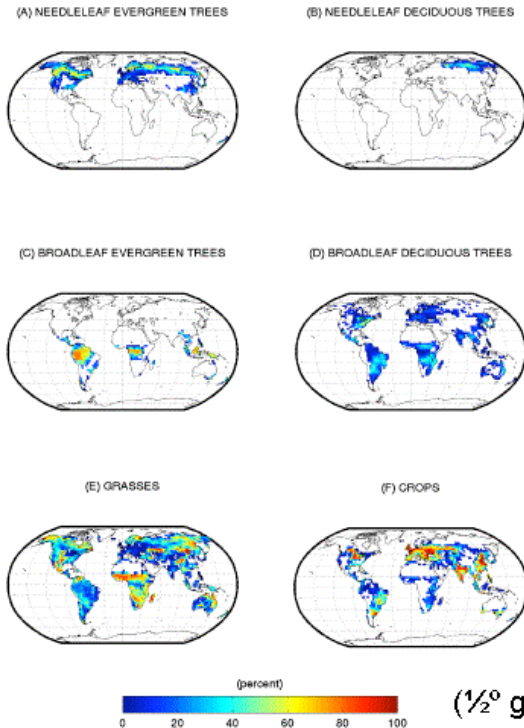 (A) NEEDLELEAF EVERGREEN TREES
(B) NEEDLELEAF DECIDUOUS TREES
(C) BROADLEAF EVERGREEN TREES
(D) BROADLEAF DECIDUOUS TREES
(E) GRASSES
(F) CROPS
(percent)
0 20 40 60 80 100
(½º g